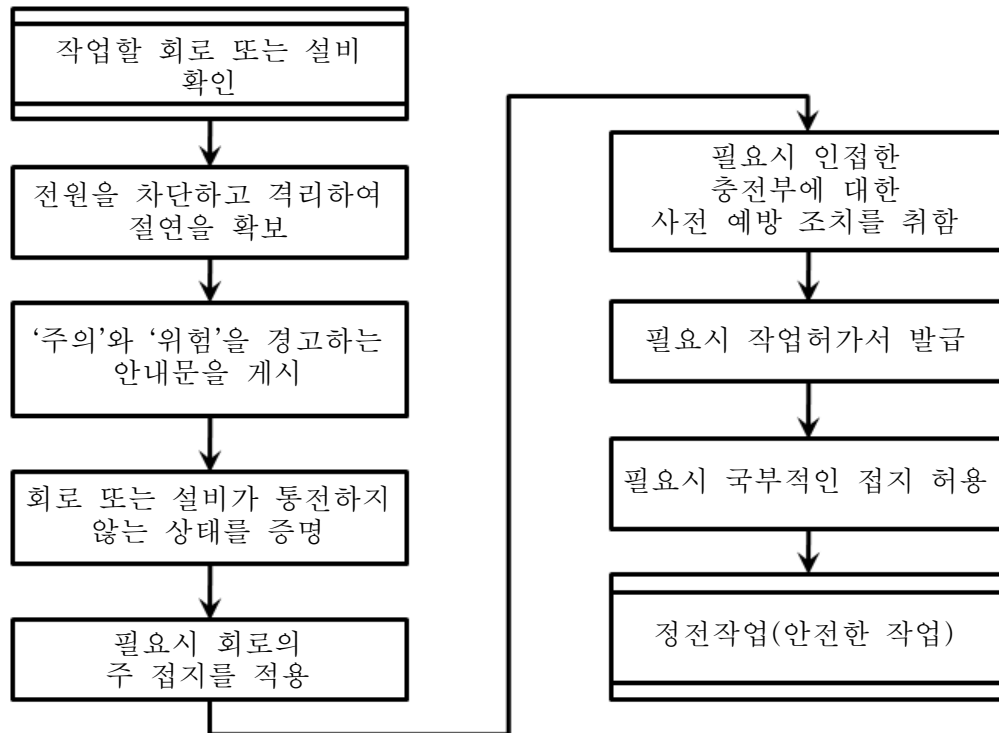 작업할 회로 또는 설비
확인
전원을 차단하고 격리하여
절연을 확보
‘주의’와 ‘위험’을 경고하는
안내문을 게시
회로 또는 설비가 통전하지
않는 상태를 증명
필요시 회로의
주 접지를 적용
필요시 인접한
충전부에 대한
사전 예방 조치를 취함
필요시 작업허가서 발급
필요시 국부적인 접지 허용
정전작업(안전한 작업)